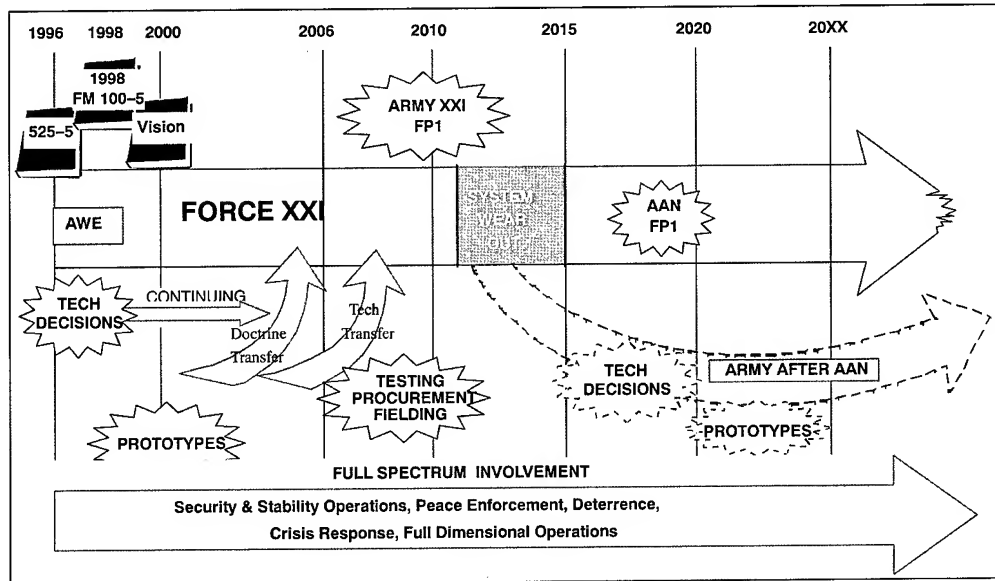 1996
1998
2000
2006
2010
2015
2020
20XX
1998
FM 100-5
525-5
Vision
ARMY XXI
FP1
FORCE XXI
AWE
SYSTEM
WEAR
OUT
AAN
FP1
TECH
DECISIONS
CONTINUING
Doctrine
Transfer
Tech
Transfer
TESTING
PROCUREMENT
FIELDING
TECH
DECISIONS
ARMY AFTER AAN
PROTOTYPES
PROTOTYPES
FULL SPECTRUM INVOLVEMENT
Security & Stability Operations, Peace Enforcement, Deterrence,
Crisis Response, Full Dimensional Operations